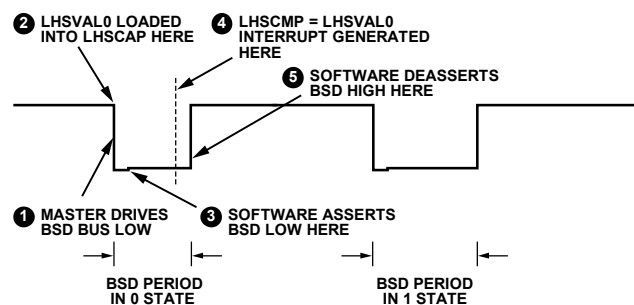 2 LHSVAL0 LOADED
INTO LHSCAP HERE
4 LHSCMP = LHSVAL0
INTERRUPT GENERATED
HERE
5 SOFTWARE DEASSERTS
BSD HIGH HERE
1 MASTER DRIVES
BSD BUS LOW
3 SOFTWARE ASSERTS
BSD LOW HERE
BSD PERIOD
IN 0 STATE
BSD PERIOD
IN 1 STATE